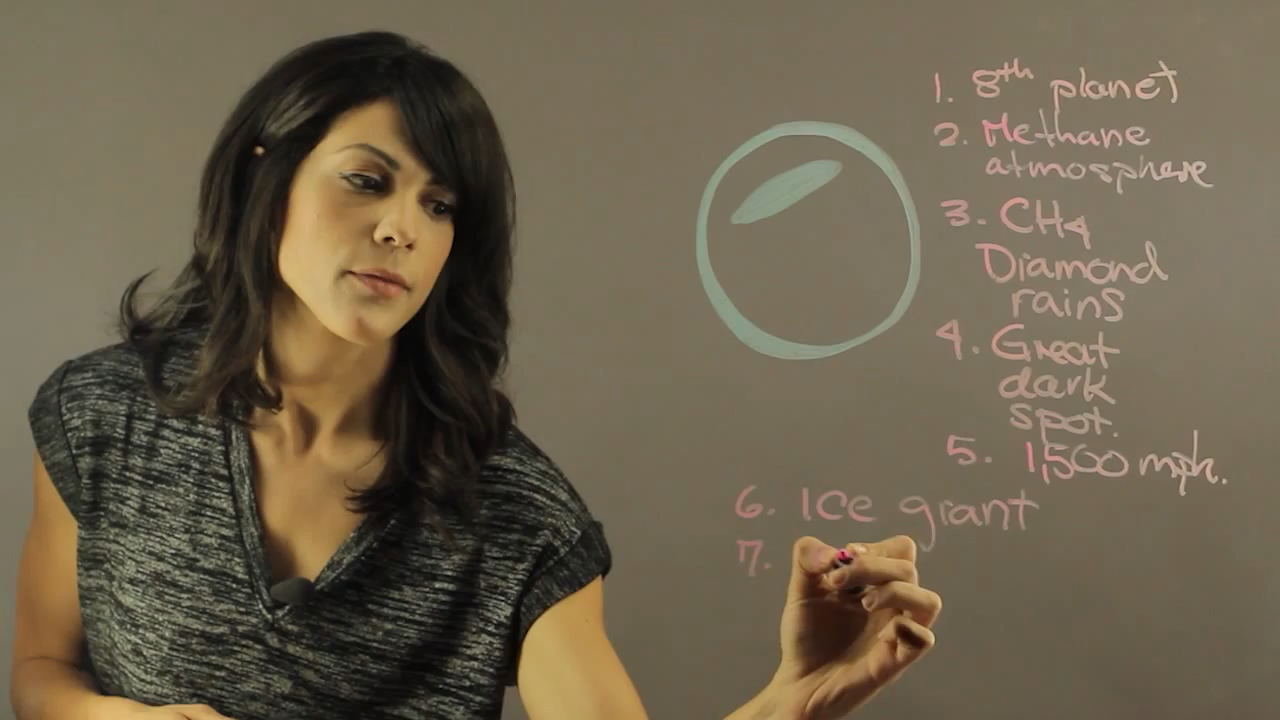 1. 8th planet
2. Methane
atmosphere
3. CH4
Diamond
rains
4. Great
dark
spot.
5. 1,500 mph.
6. Ice grant
7.